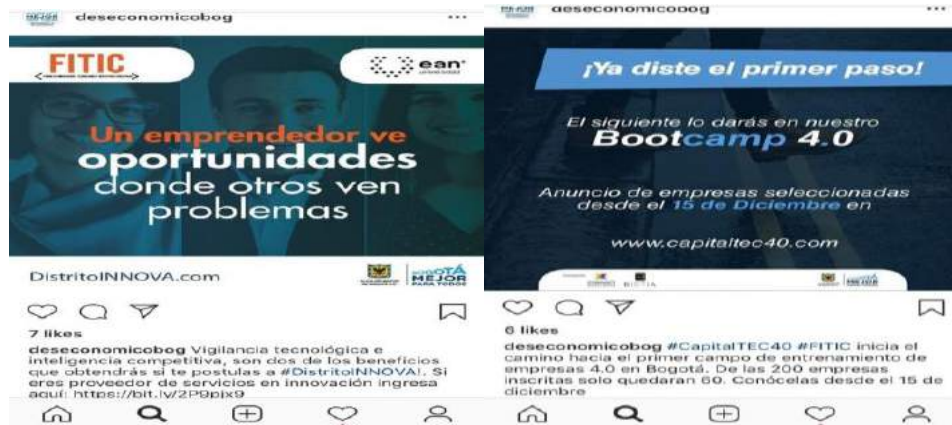 deseconomicobog
FITIC
ean
Un emprendedor ve
oportunidades
donde otros ven
problemas
DistritoINNOVA.com
BOGOTÁ
MEJOR
PARA TODOS
7 likes
deseconomicobog Vigilancia tecnológica e
inteligencia competitiva, son dos de los beneficios
que obtendrás si te postulas a #DistritoINNOVA!. Si
eres proveedor de servicios en innovación ingresa
aquí: https://bit.ly/2P9pjx9
deseconomicobog
¡Ya diste el primer paso!
El siguiente lo darás en nuestro
Bootcamp 4.0
Anuncio de empresas seleccionadas
desde el 15 de Diciembre en
www.capitaltec40.com
6 likes
deseconomicobog #CapitalTEC40 #FITIC inicia el
camino hacia el primer campo de entrenamiento de
empresas 4.0 en Bogotá. De las 200 empresas
inscritas solo quedaran 60. Conócelas desde el 15 de
diciembre